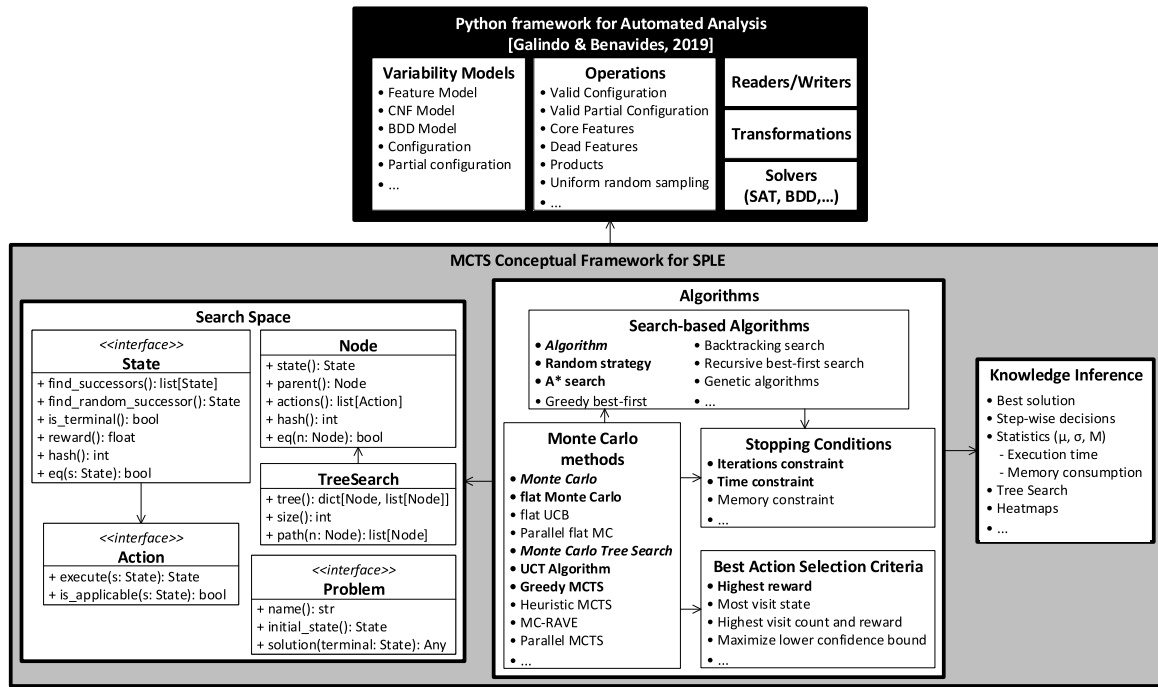 Python framework for Automated Analysis
[Galindo & Benavides, 2019]
Variability Models
• Feature Model
• CNF Model
• BDD Model
• Configuration
• Partial configuration
• ...
Operations
• Valid Configuration
• Valid Partial Configuration
• Core Features
• Dead Features
• Products
• Uniform random sampling
• ...
Readers/Writers
Transformations
Solvers
(SAT, BDD,...)
MCTS Conceptual Framework for SPLE
Search Space
<<interface>>
State
+ find_successors(): list[State]
+ find_random_successor(): State
+ is_terminal(): bool
+ reward(): float
+ hash(): int
+ eq(s: State): bool
<<interface>>
Action
+ execute(s: State): State
+ is_applicable(s: State): bool
Node
+ state(): State
+ parent(): Node
+ actions(): list[Action]
+ hash(): int
+ eq(n: Node): bool
TreeSearch
+ tree(): dict[Node, list[Node]]
+ size(): int
+ path(n: Node): list[Node]
<<interface>>
Problem
+ name(): str
+ initial_state(): State
+ solution(terminal: State): Any
Algorithms
Search-based Algorithms
• Algorithm
• Random strategy
• A* search
• Greedy best-first
• Backtracking search
• Recursive best-first search
• Genetic algorithms
• ...
Monte Carlo
methods
• Monte Carlo
• flat Monte Carlo
• flat UCB
• Parallel flat MC
• Monte Carlo Tree Search
• UCT Algorithm
• Greedy MCTS
• Heuristic MCTS
• MC-RAVE
• Parallel MCTS
• ...
Stopping Conditions
• Iterations constraint
• Time constraint
• Memory constraint
• ...
Best Action Selection Criteria
• Highest reward
• Most visit state
• Highest visit count and reward
• Maximize lower confidence bound
• ...
Knowledge Inference
• Best solution
• Step-wise decisions
• Statistics (μ, σ, M)
- Execution time
- Memory consumption
• Tree Search
• Heatmaps
• ...